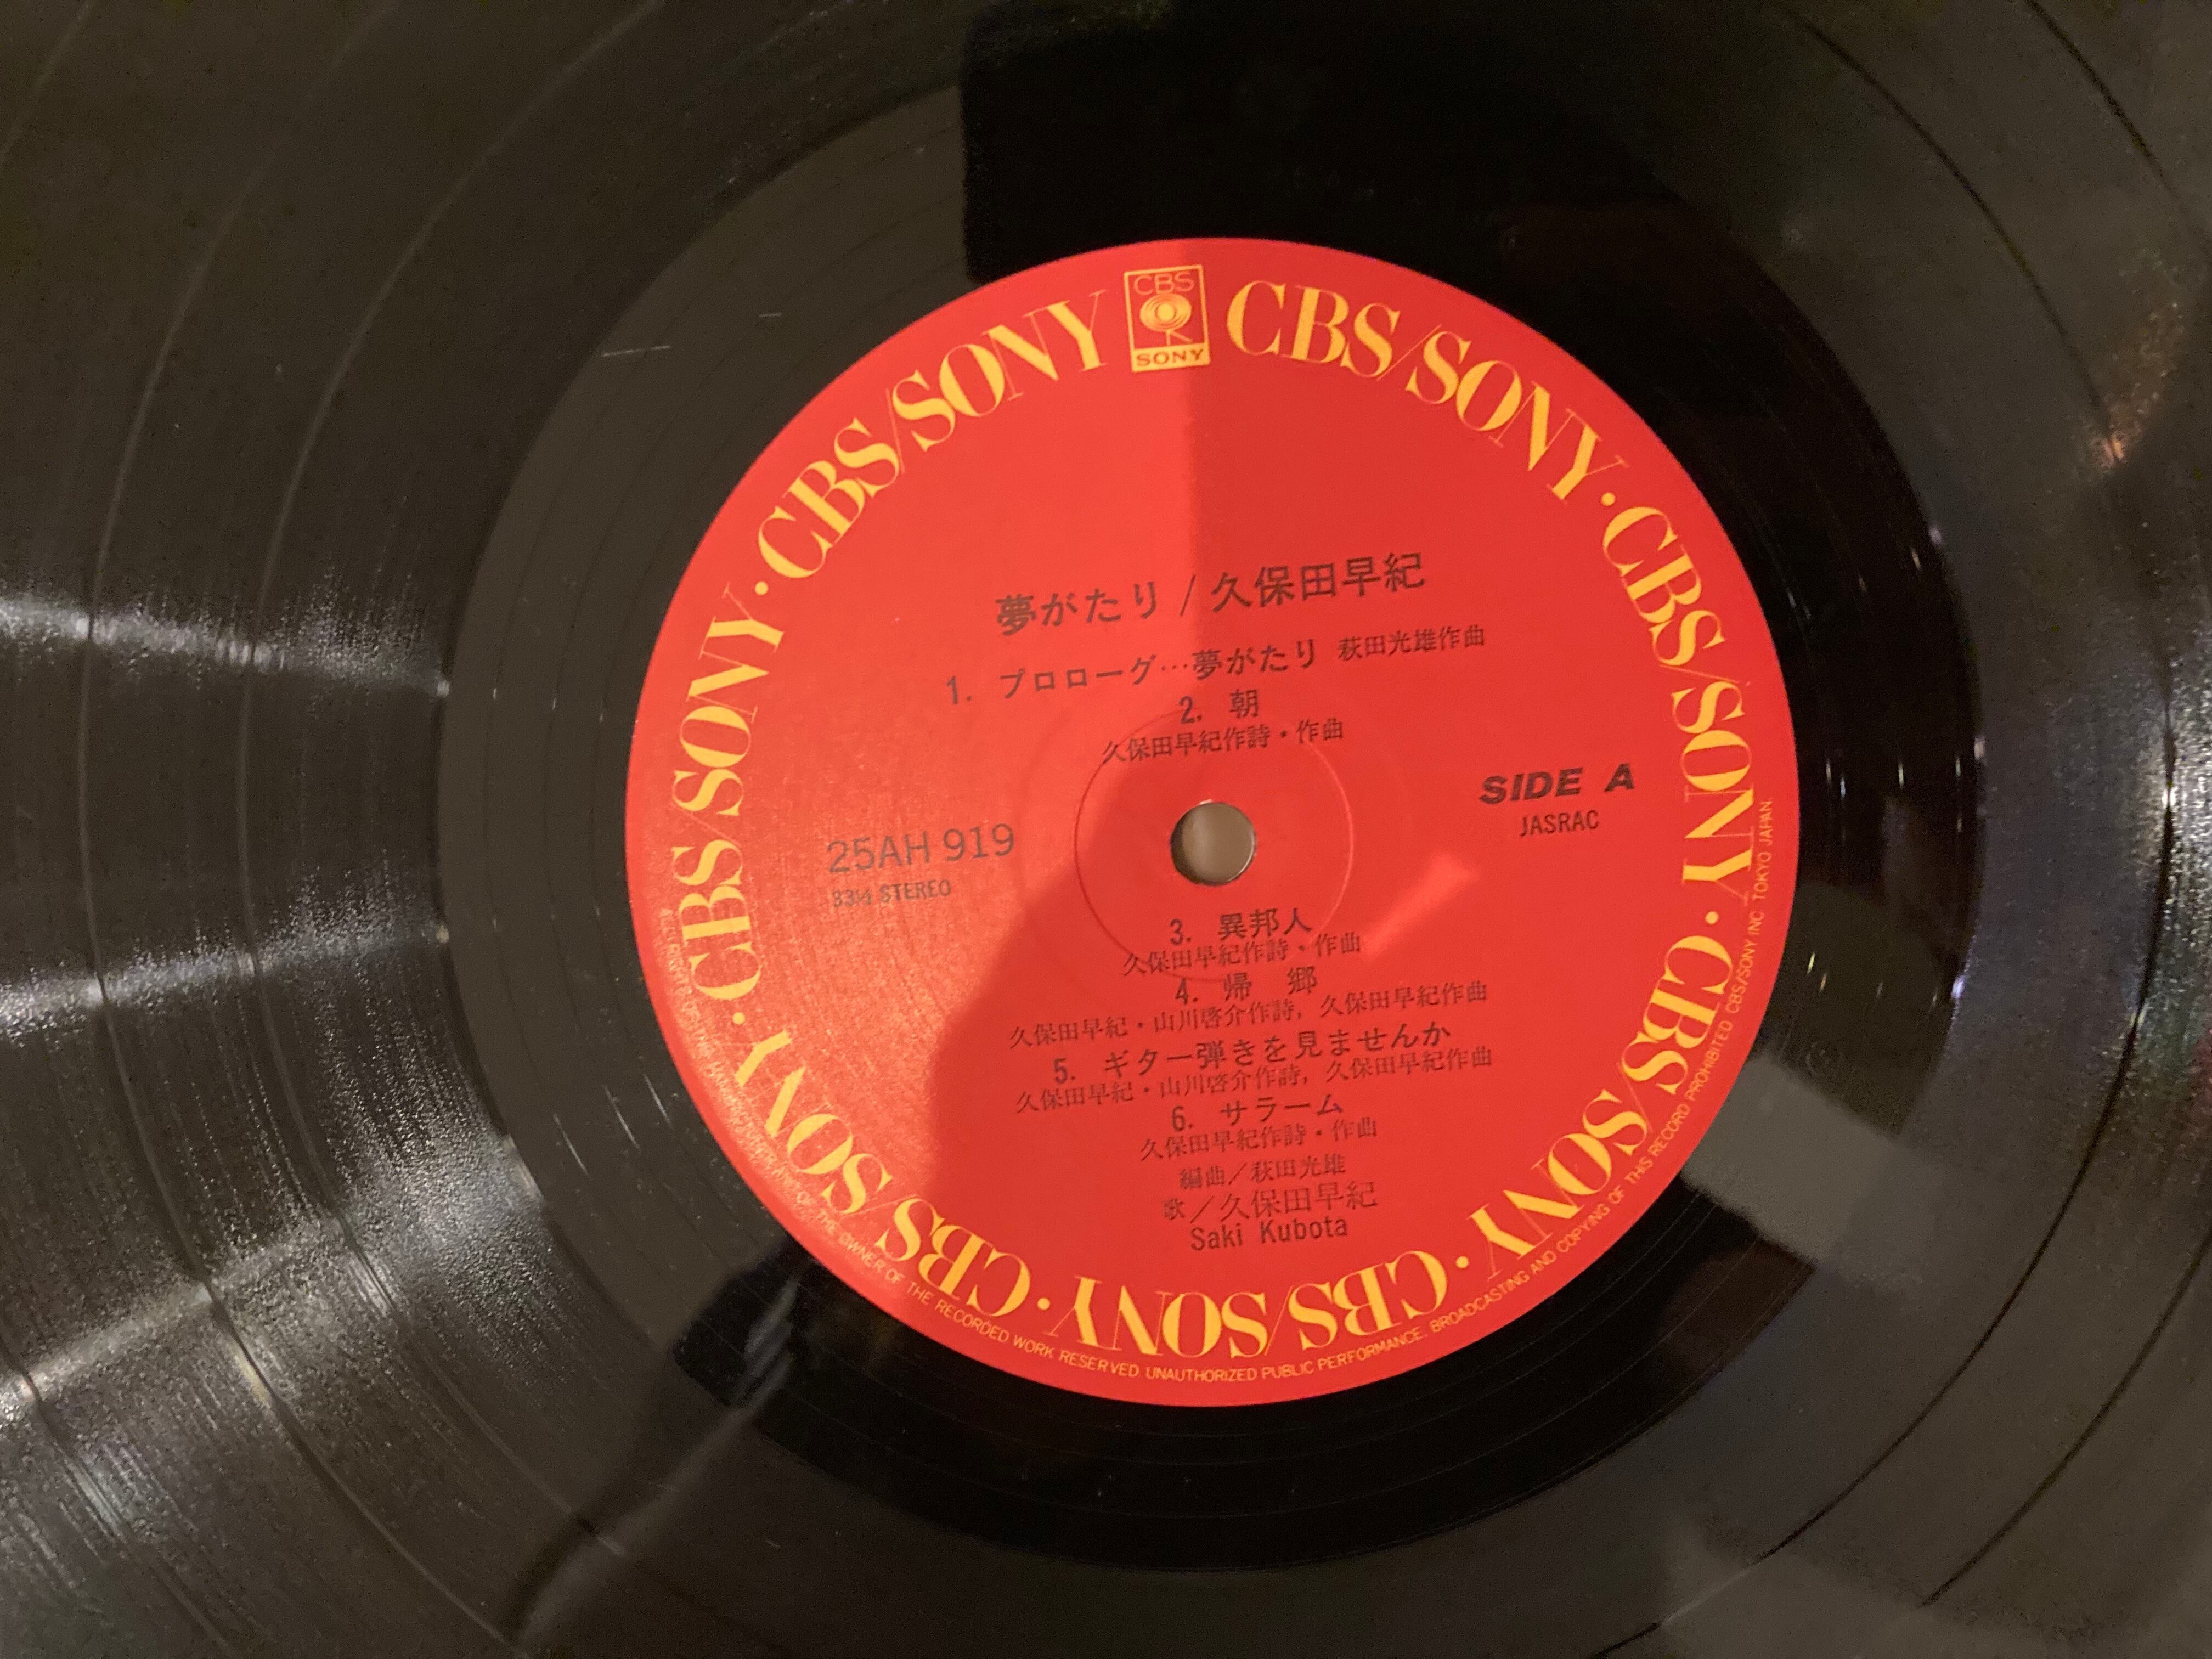 CBS
SONY
CBS/SONY · CBS/SONY · CBS/SONY · CBS/SONY · CBS/SONY · CBS/SONY · CBS/SONY
夢がたり / 久保田早紀
1. プロローグ…夢がたり 萩田光雄作曲
2. 朝
久保田早紀作詩・作曲
SIDE A
JASRAC
25AH 919
33⅓ STEREO
3. 異邦人
久保田早紀作詩・作曲
4. 帰 郷
久保田早紀・山川啓介作詩, 久保田早紀作曲
5. ギター弾きを見ませんか
久保田早紀・山川啓介作詩, 久保田早紀作曲
6. サラーム
久保田早紀作詩・作曲
編曲／萩田光雄
歌／久保田早紀
Saki Kubota
OF THE OWNER OF THE RECORDED WORK RESERVED UNAUTHORIZED PUBLIC PERFORMANCE. BROADCASTING AND COPYING OF THIS RECORD PROHIBITED CBS/SONY INC TOKYO JAPAN.